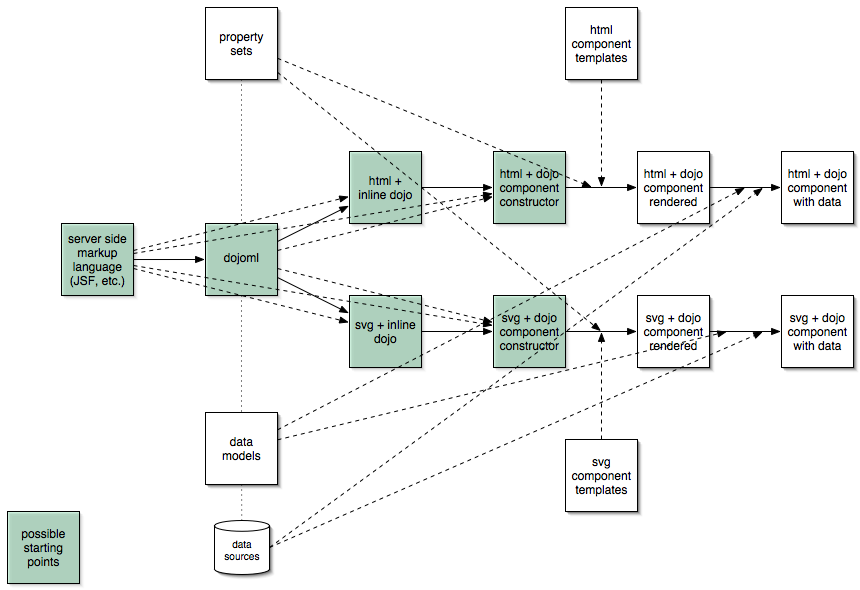 property
sets
html
component
templates
html +
inline dojo
html + dojo
component
constructor
html + dojo
component
rendered
html + dojo
component
with data
server side
markup
language
(JSF, etc.)
dojoml
svg + inline
dojo
svg + dojo
component
constructor
svg + dojo
component
rendered
svg + dojo
component
with data
data
models
svg
component
templates
possible
starting
points
data
sources